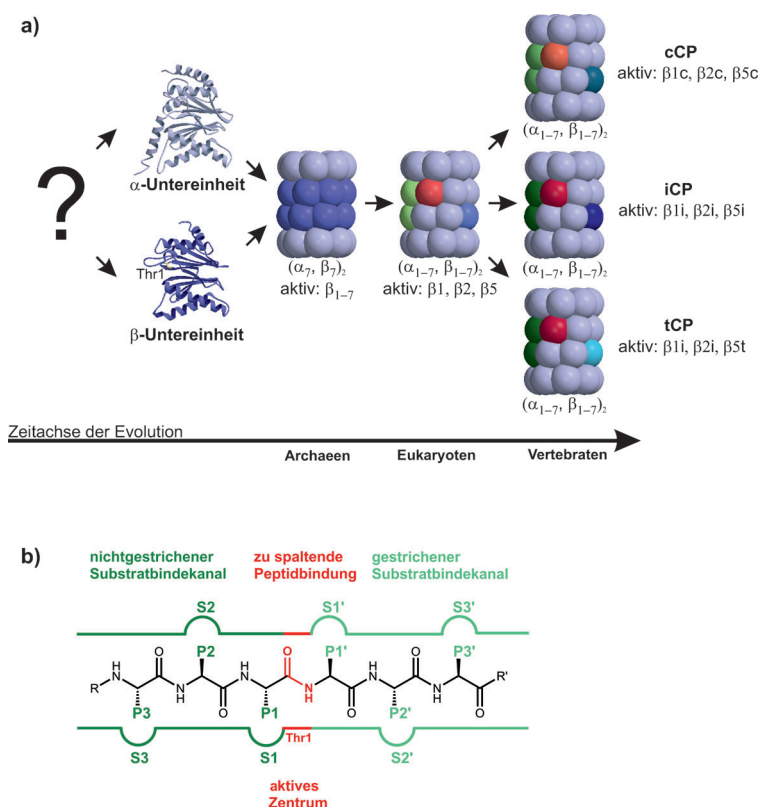 a)
cCP
aktiv: β1c, β2c, β5c
(α1–7, β1–7)2
α-Untereinheit
?
Thr1
β-Untereinheit
(α7, β7)2
aktiv: β1–7
(α1–7, β1–7)2
aktiv: β1, β2, β5
iCP
aktiv: β1i, β2i, β5i
(α1–7, β1–7)2
tCP
aktiv: β1i, β2i, β5t
(α1–7, β1–7)2
Zeitachse der Evolution
Archaeen Eukaryoten Vertebraten
b)
nichtgestrichener
Substratbindekanal
zu spaltende
Peptidbindung
gestrichener
Substratbindekanal
S2 S1' S3'
P2 P1' P3'
H N O H N O H N O
R N H O N H O N H O R'
P3 P1 P2'
Thr1
S3 S1 S2'
aktives
Zentrum